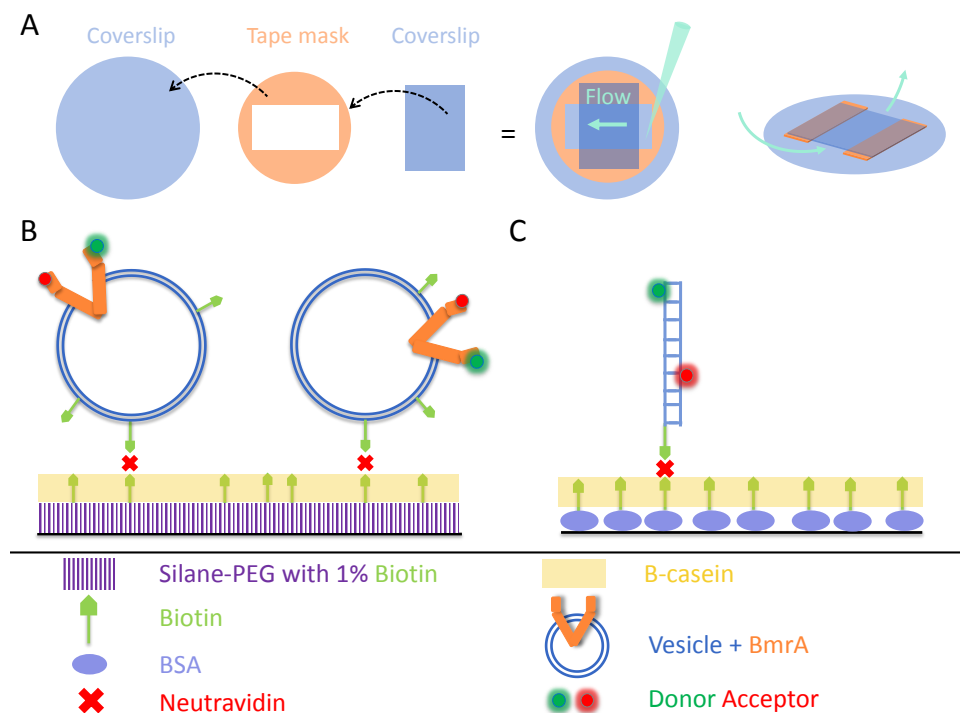 A
Coverslip
Tape mask
Coverslip
=
Flow
B
C
Silane-PEG with 1% Biotin
Biotin
BSA
Neutravidin
B-casein
Vesicle + BmrA
Donor Acceptor